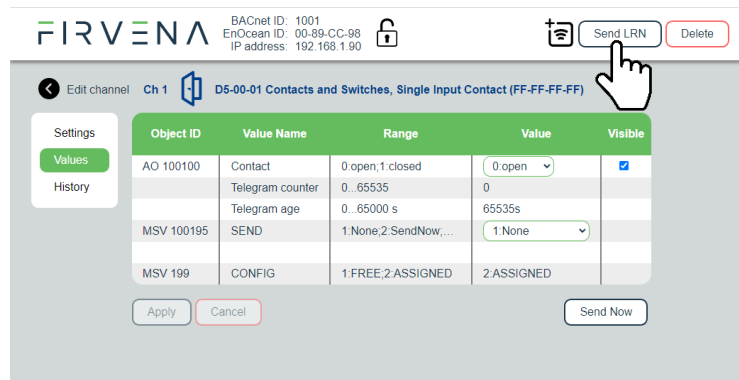 FIRVENA
BACnet ID: 1001
EnOcean ID: 00-89-CC-98
IP address: 192.168.1.90
Send LRN
Delete
Edit channel Ch 1 D5-00-01 Contacts and Switches, Single Input Contact (FF-FF-FF-FF)
Settings
Values
History
Object ID Value Name Range Value Visible
AO 100100 Contact 0:open;1:closed 0:open
Telegram counter 0...65535 0
Telegram age 0...65000 s 65535s
MSV 100195 SEND 1:None;2:SendNow;... 1:None
MSV 199 CONFIG 1:FREE;2:ASSIGNED 2:ASSIGNED
Apply
Cancel
Send Now